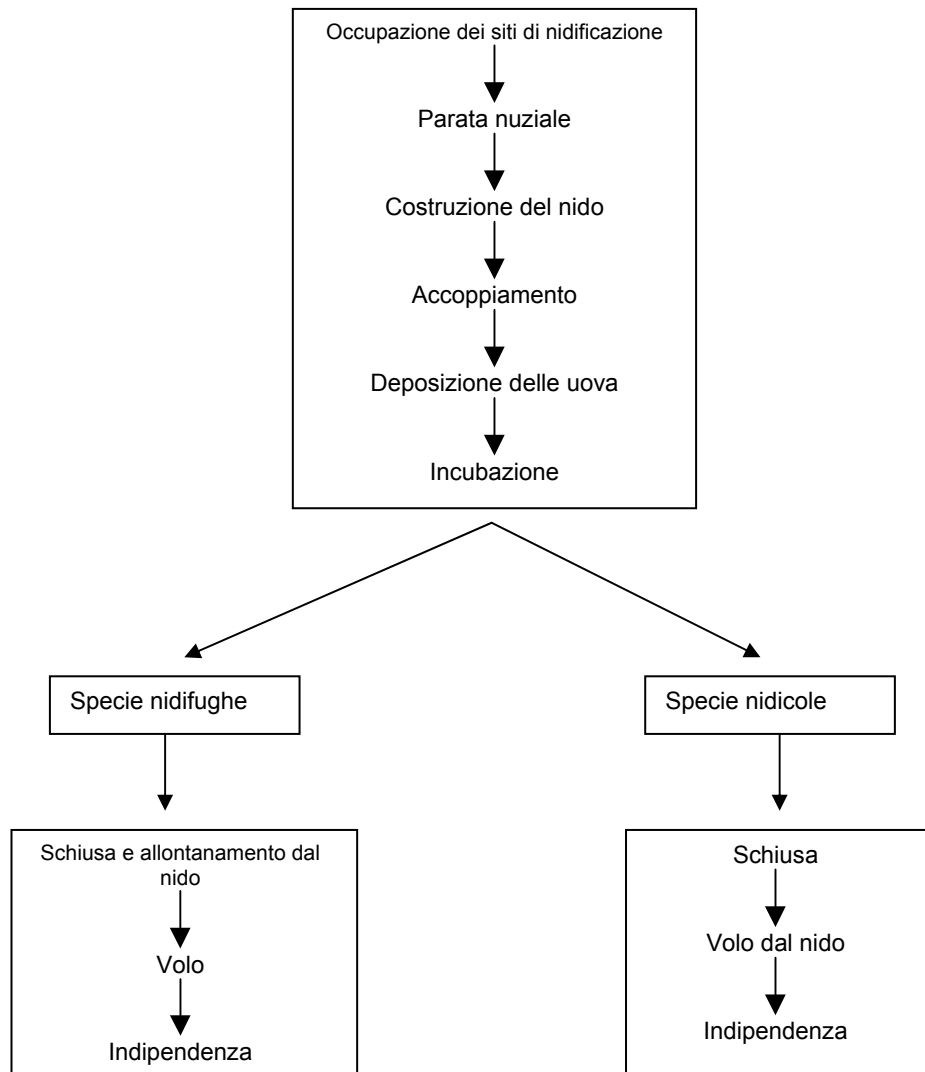 Occupazione dei siti di nidificazione
Parata nuziale
Costruzione del nido
Accoppiamento
Deposizione delle uova
Incubazione
Specie nidifughe
Schiusa e allontanamento dal
nido
Volo
Indipendenza
Specie nidicole
Schiusa
Volo dal nido
Indipendenza